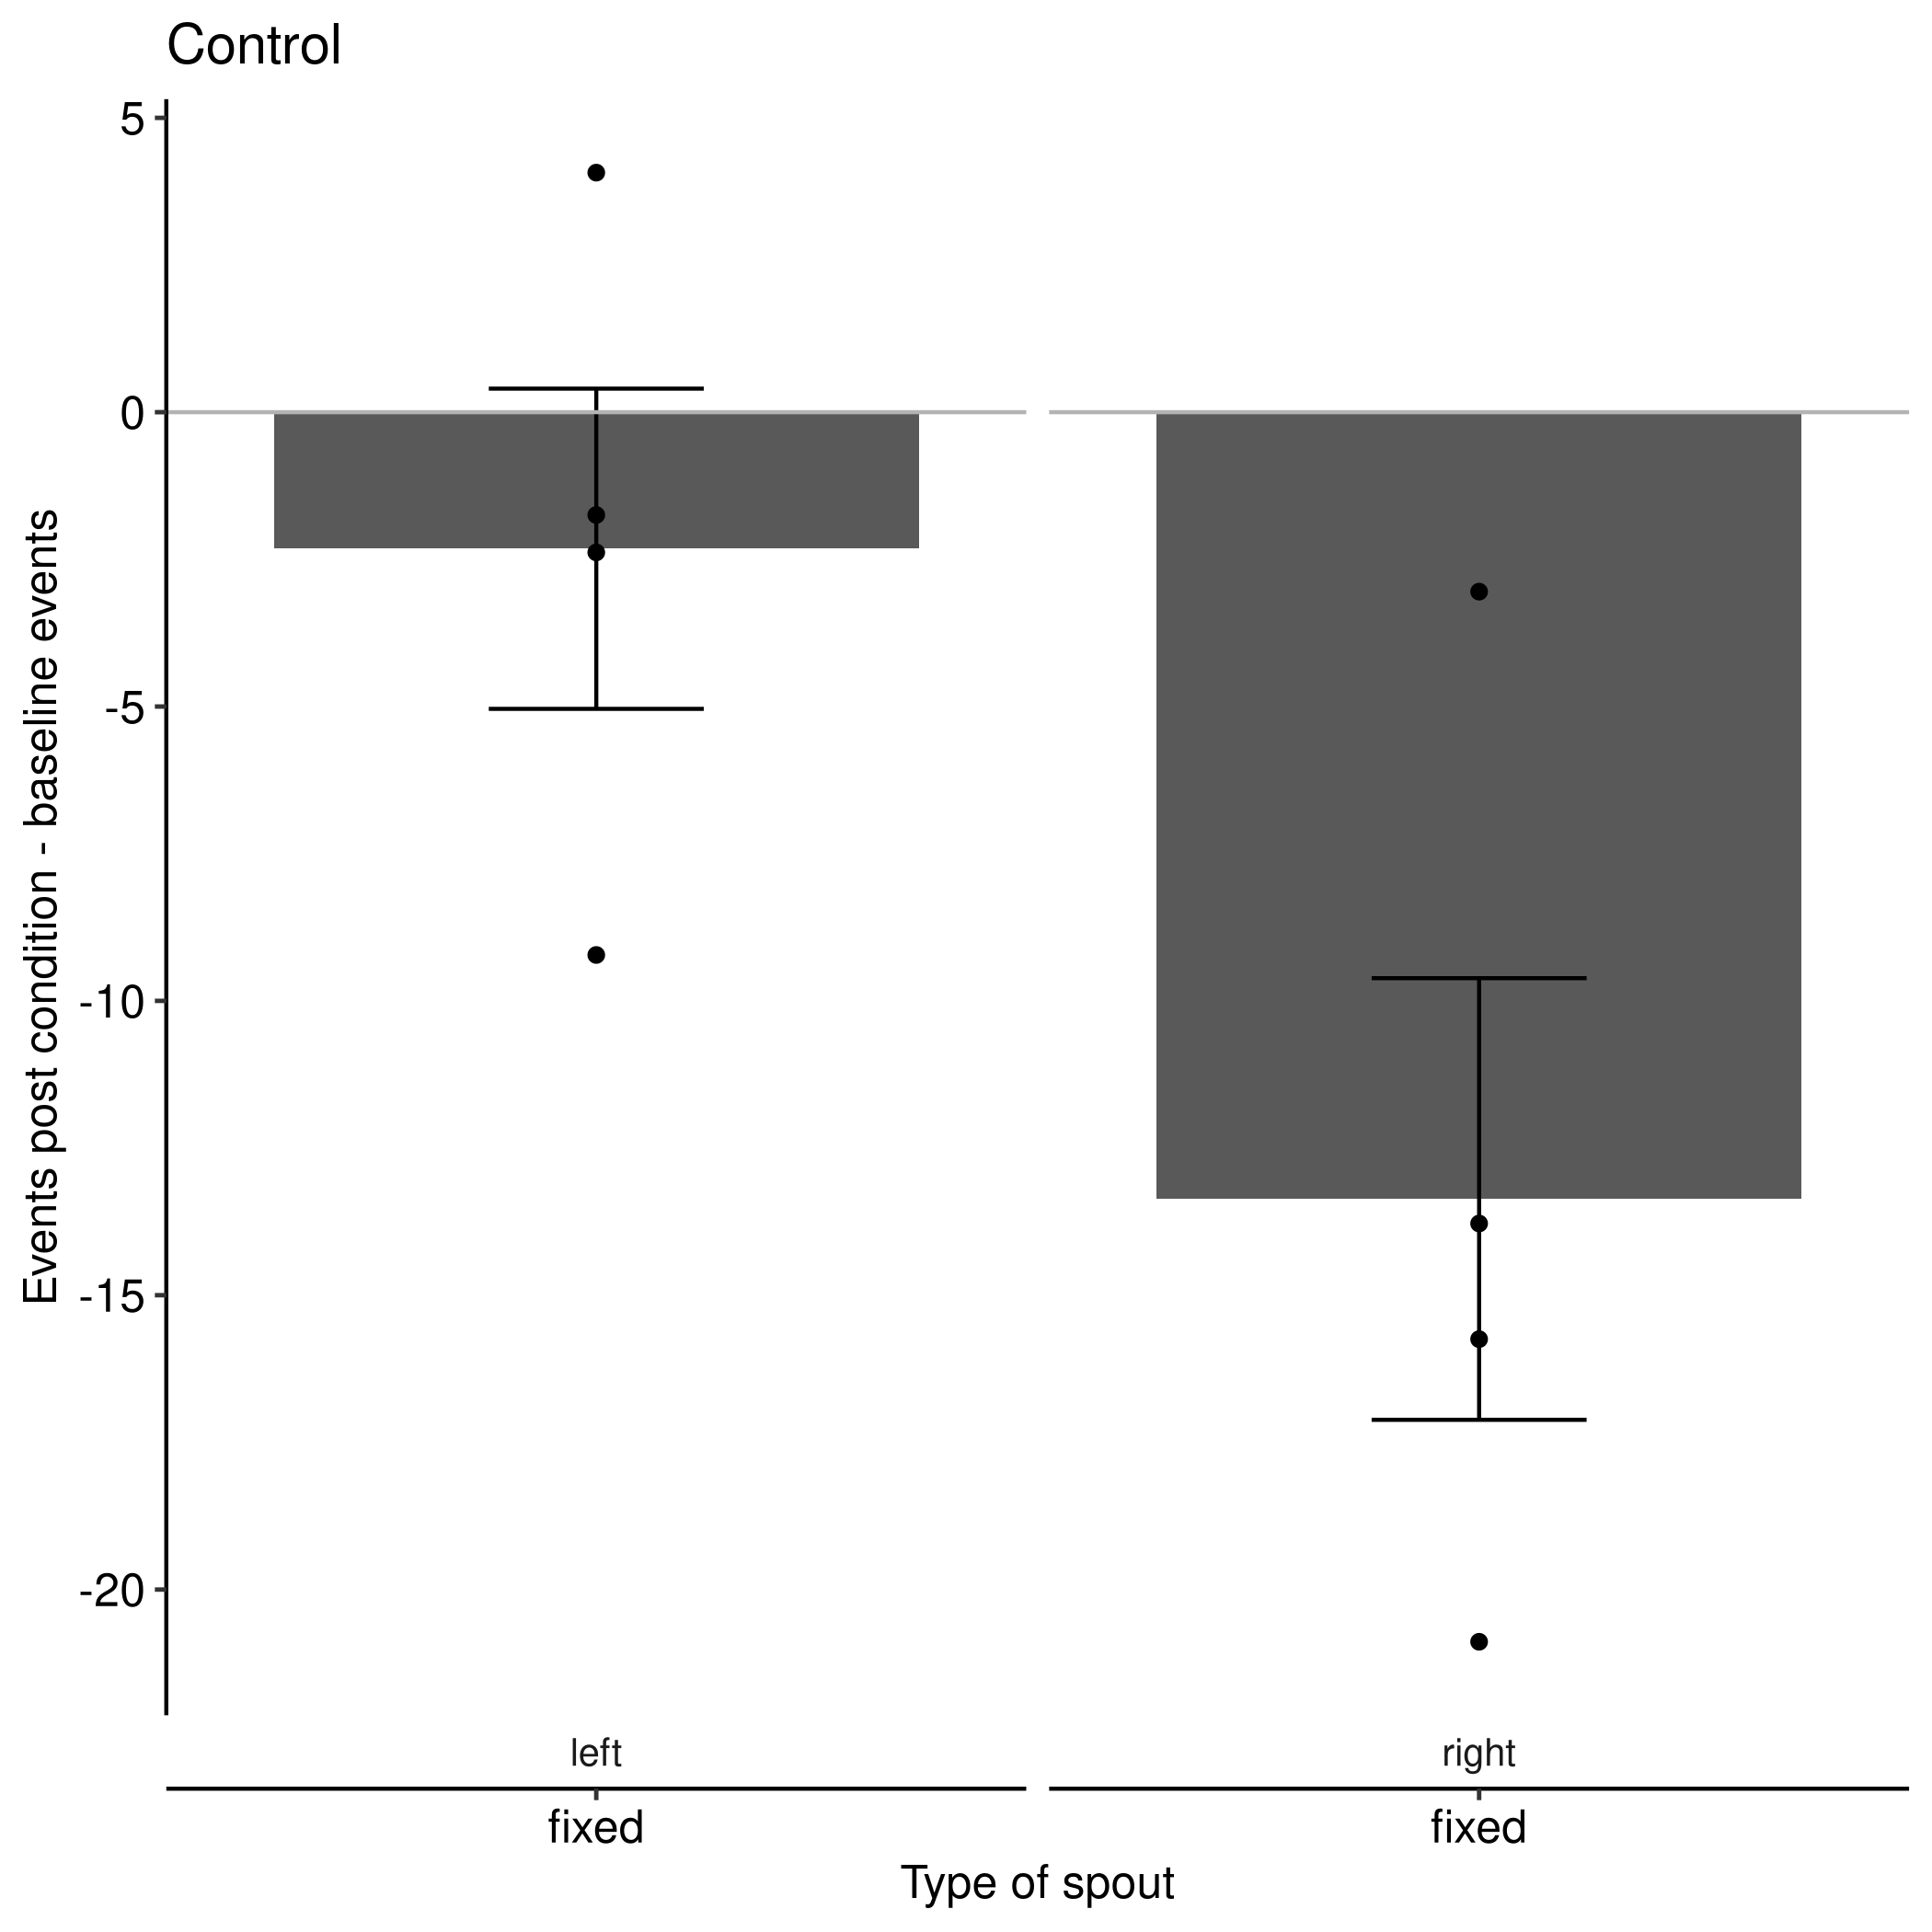 Control
Events post condition - baseline events
5
0
-5
-10
-15
-20
left
right
fixed
fixed
Type of spout